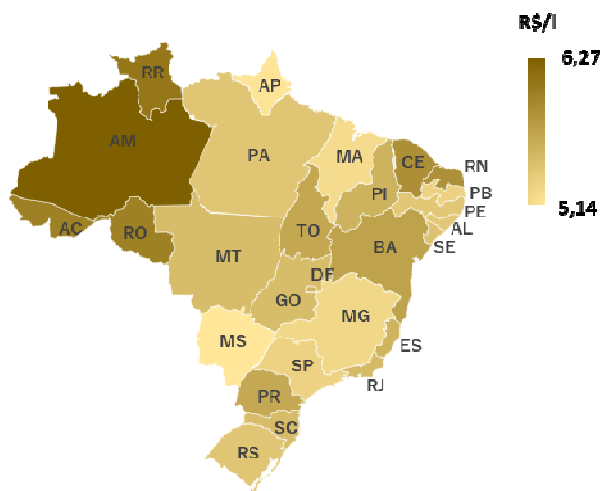 R$/l
6,27
5,14
RR
AP
AM
PA
MA
CE
RN
PI
PB
PE
AL
SE
AC
RO
TO
BA
MT
DF
GO
MG
ES
MS
SP
RJ
PR
SC
RS